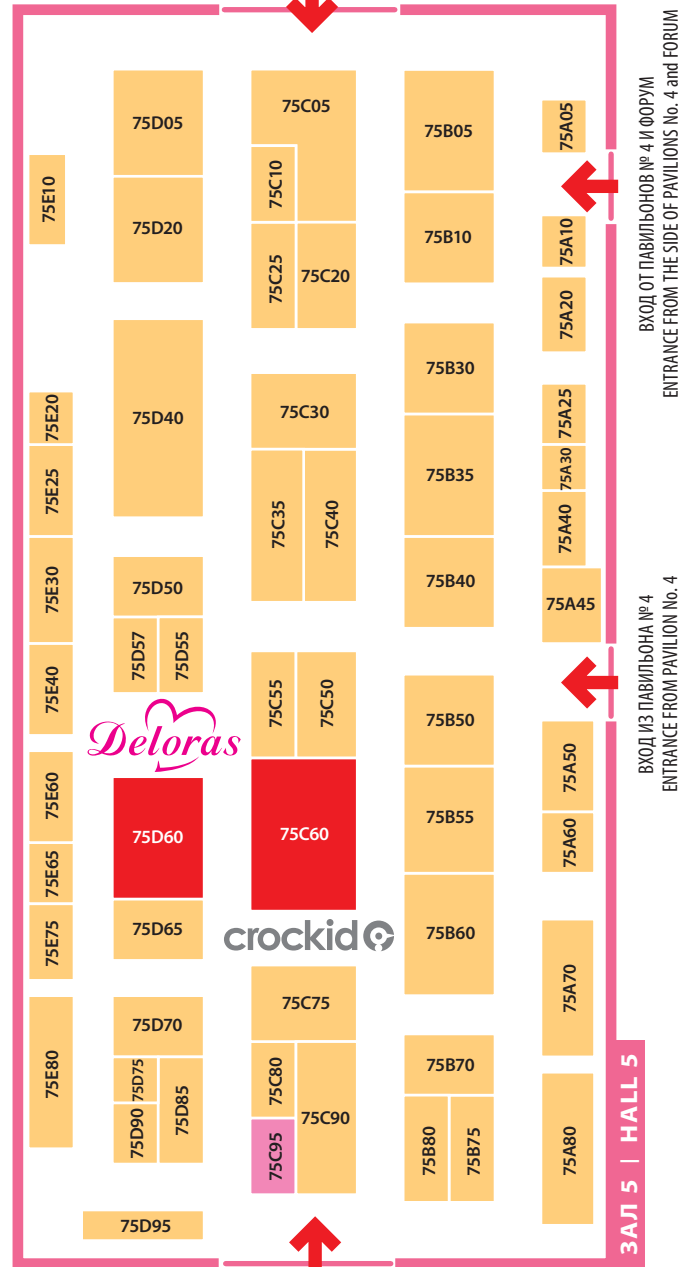 75D05
75C05
75B05
75A05
75E10
75C10
75D20
75C25
75C20
75B10
75A10
75A20
ВХОД ОТ ПАВИЛЬОНОВ № 4 И ФОРУМ
ENTRANCE FROM THE SIDE OF PAVILIONS No. 4 and FORUM
75D40
75C30
75B30
75A25
75E20
75E25
75C35
75C40
75B35
75A30
75A40
75E30
75D50
75B40
75A45
75D57
75D55
75E40
75C55
75C50
75B50
75A50
ВХОД ИЗ ПАВИЛЬОНА № 4
ENTRANCE FROM PAVILION No. 4
Deloras
75E60
75D60
75C60
75B55
75A60
75E65
75E75
75D65
crockid
75B60
75A70
75E80
75D70
75C75
75D75
75D85
75D90
75C80
75C90
75C95
75B70
75B80
75B75
75A80
75D95
ЗАЛ 5 | HALL 5